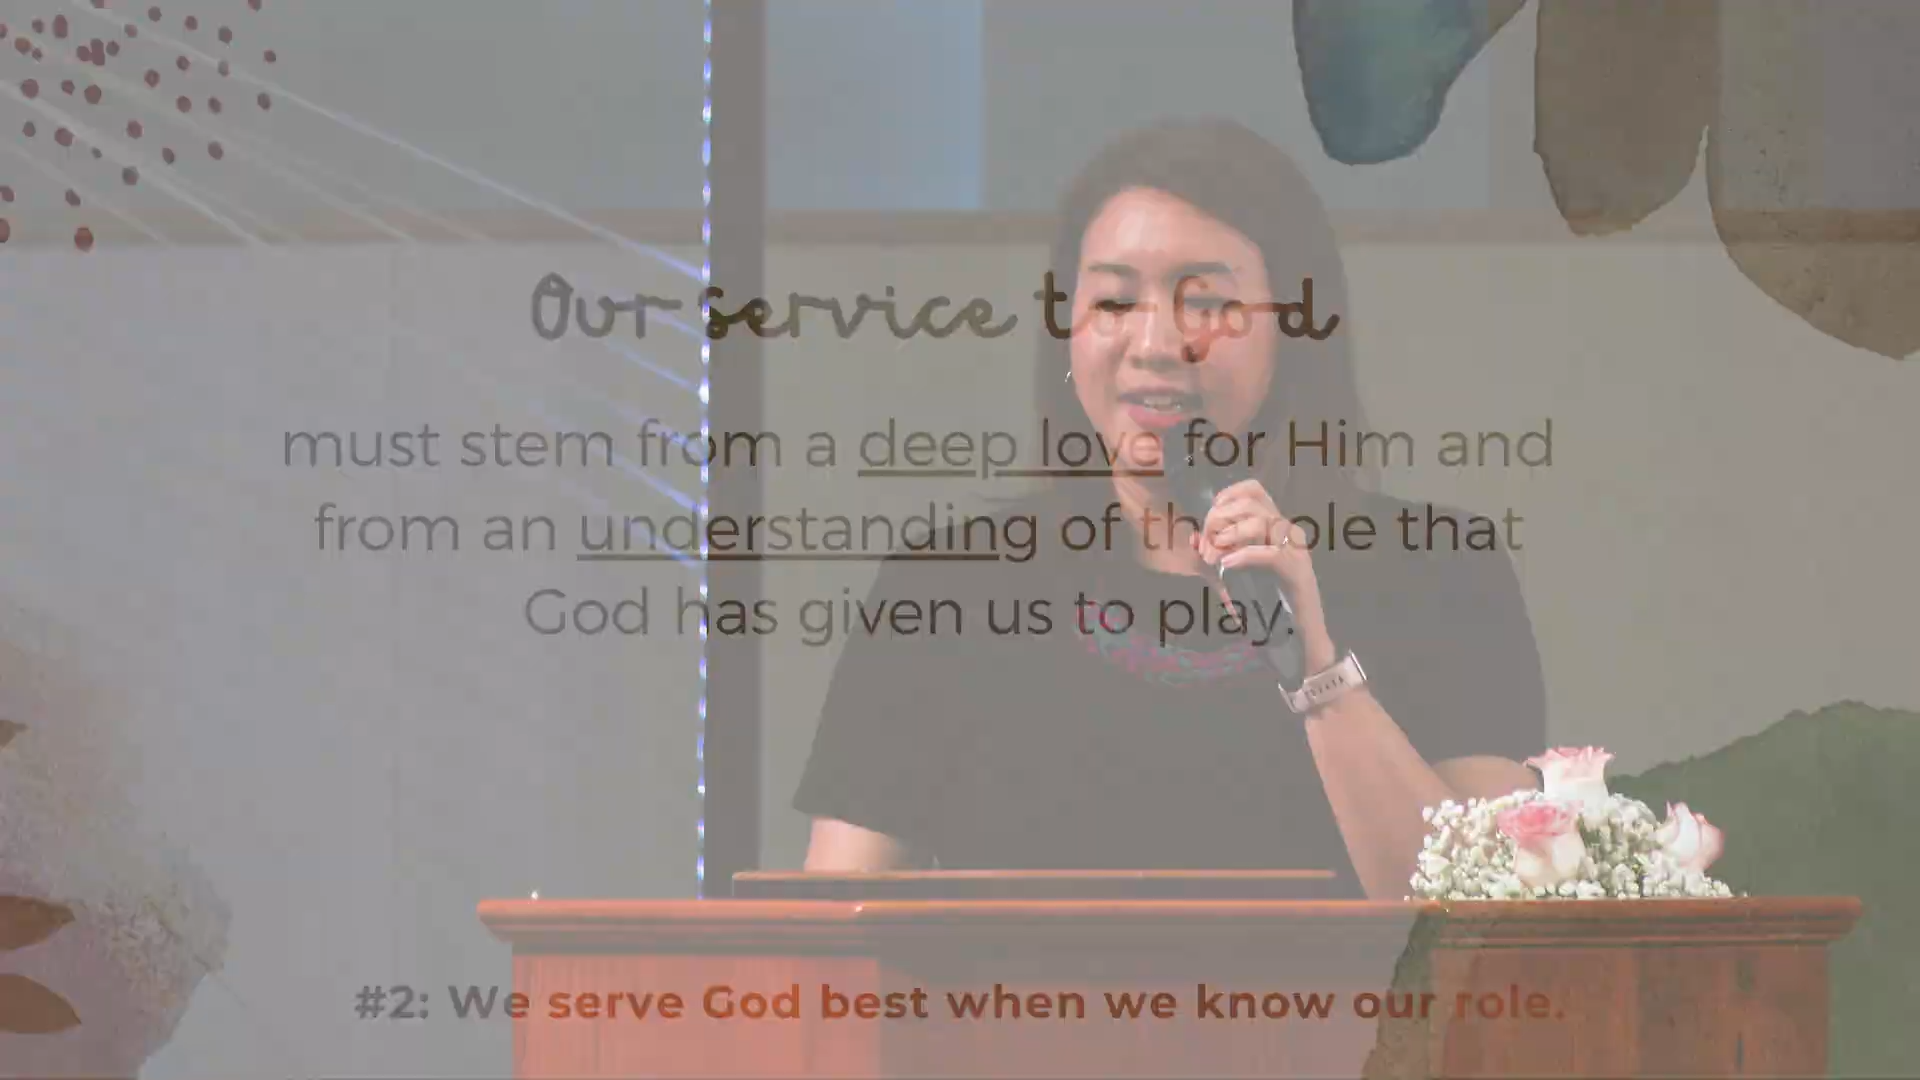 Our service to God
must stem from a deep love for Him and
from an understanding of the role that
God has given us to play.
#2: We serve God best when we know our role.